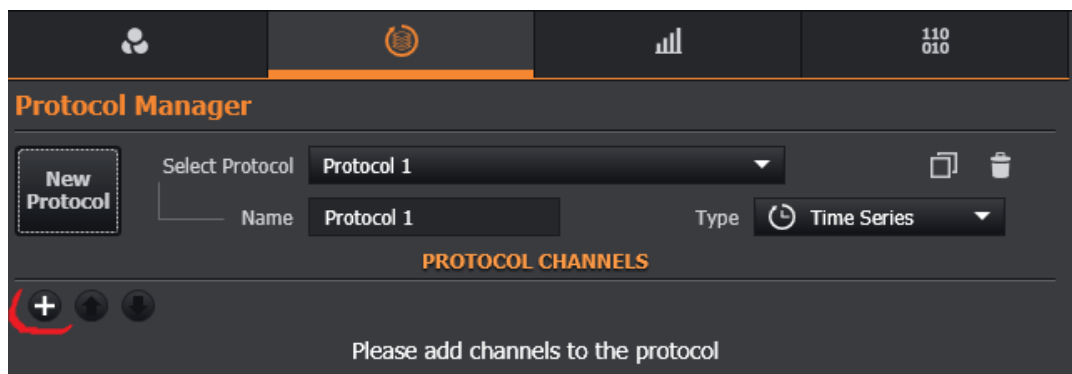 110
010
Protocol Manager
New
Protocol
Select Protocol
Protocol 1
Name
Protocol 1
Type
Time Series
PROTOCOL CHANNELS
Please add channels to the protocol